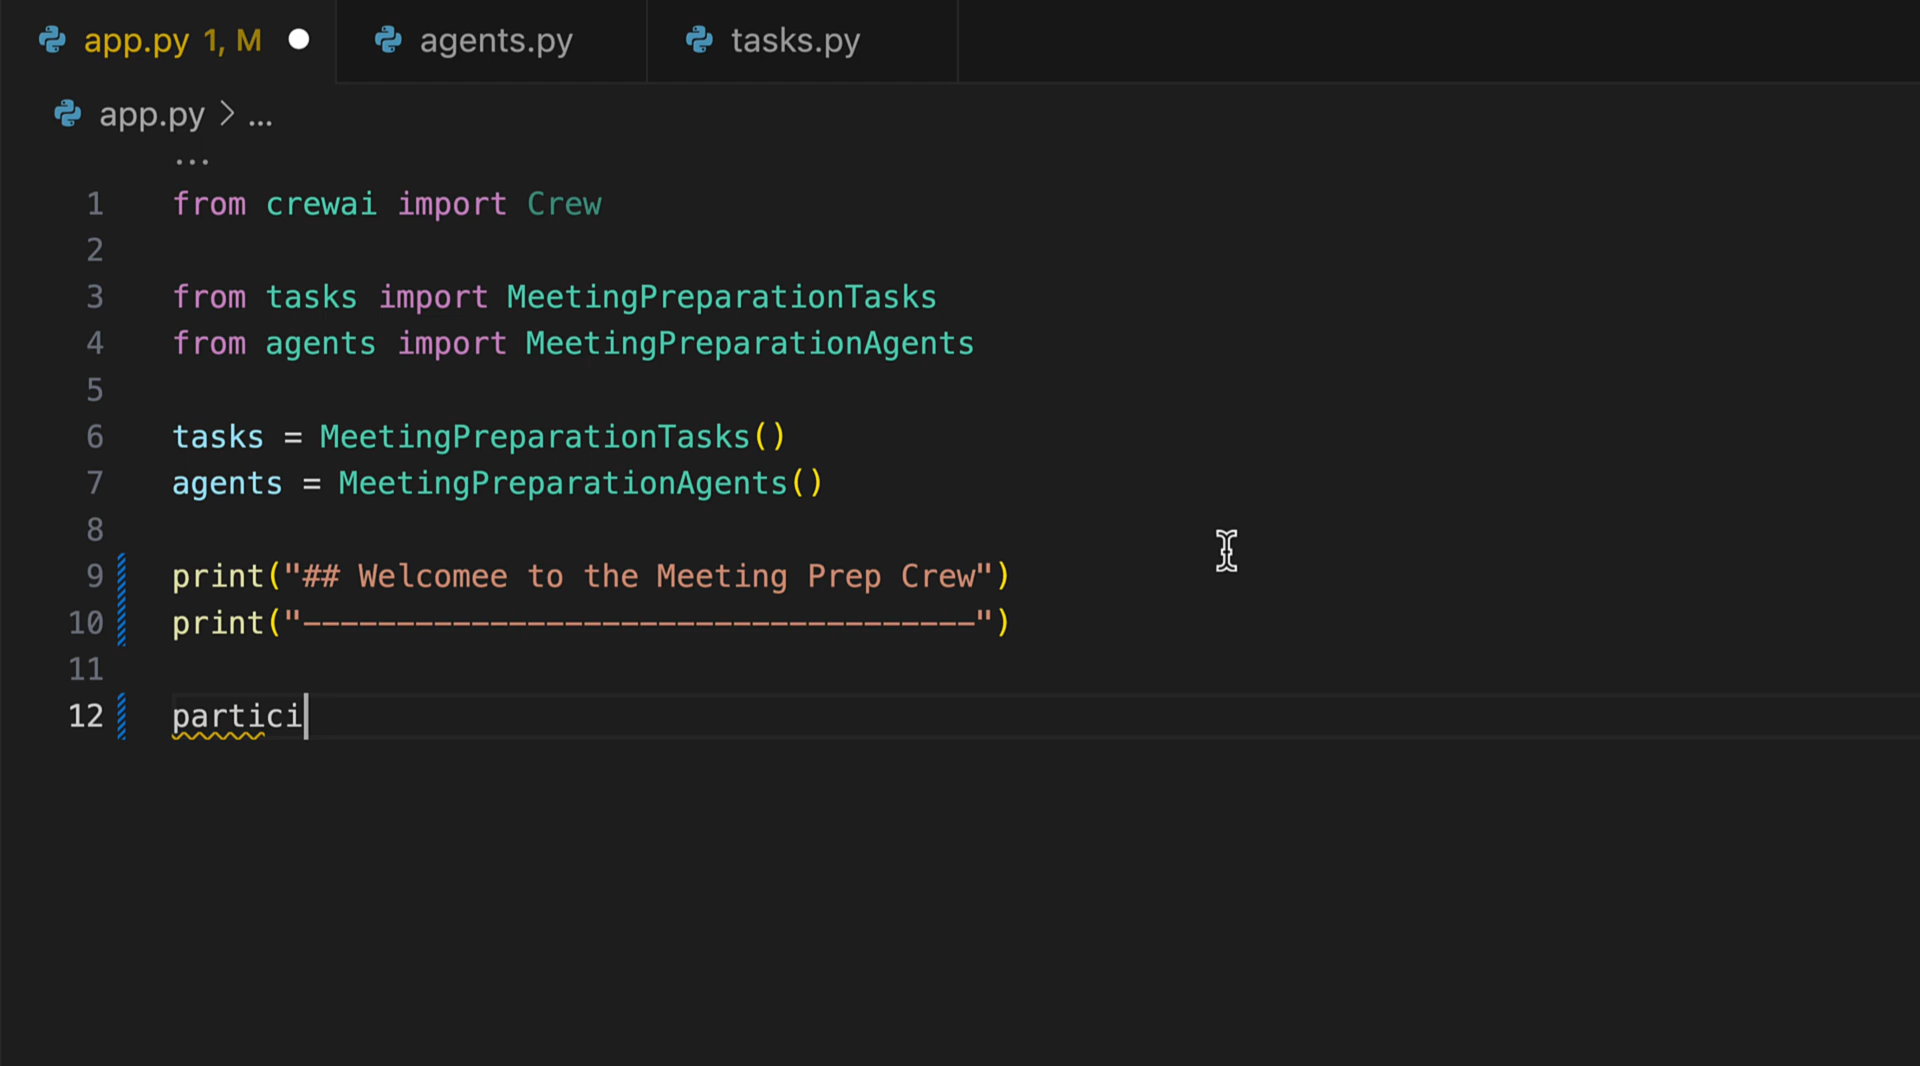 app.py 1, M agents.py tasks.py
app.py > ...
...
1 from crewai import Crew
2
3 from tasks import MeetingPreparationTasks
4 from agents import MeetingPreparationAgents
5
6 tasks = MeetingPreparationTasks()
7 agents = MeetingPreparationAgents()
8
9 print("## Welcomee to the Meeting Prep Crew")
10 print("------------------------------------")
11
12 partici